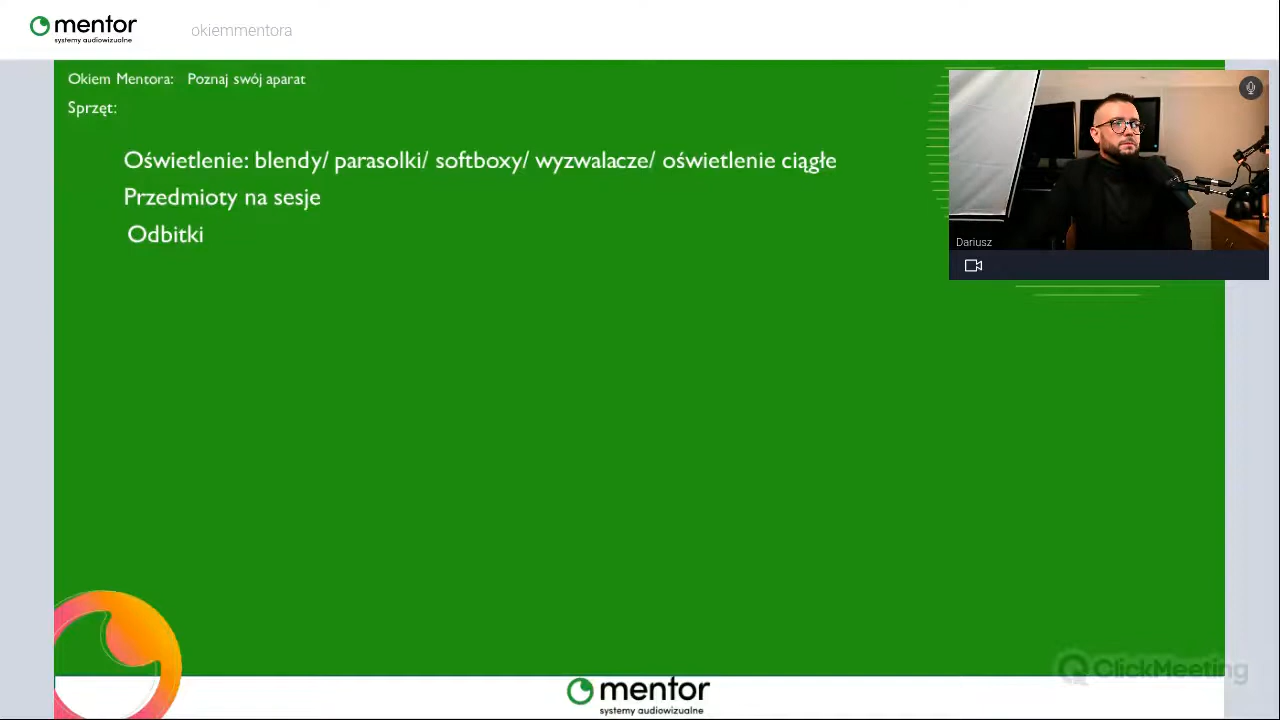 mentor
systemy audiowizualne
okiemmentora
Okiem Mentora: Poznaj swój aparat
Sprzęt:
Oświetlenie: blendy/ parasolki/ softboxy/ wyzwalacze/ oświetlenie ciągłe
Przedmioty na sesje
Odbitki
Dariusz
ClickMeeting
mentor
systemy audiowizualne